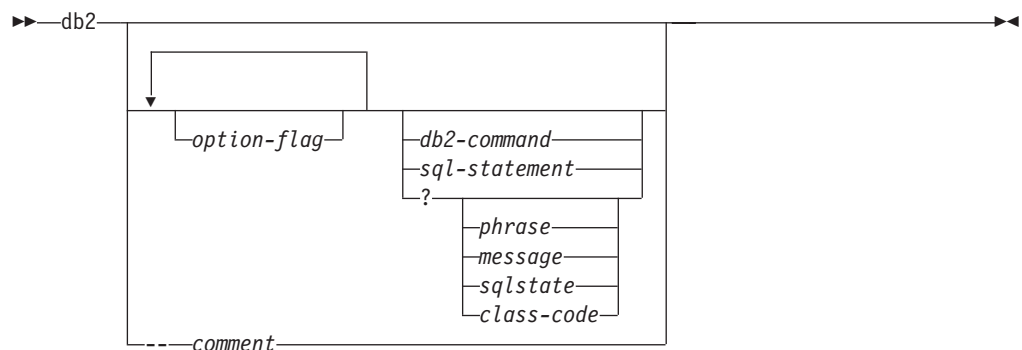 db2
option-flag
db2-command
sql-statement
?
phrase
message
sqlstate
class-code
-- comment